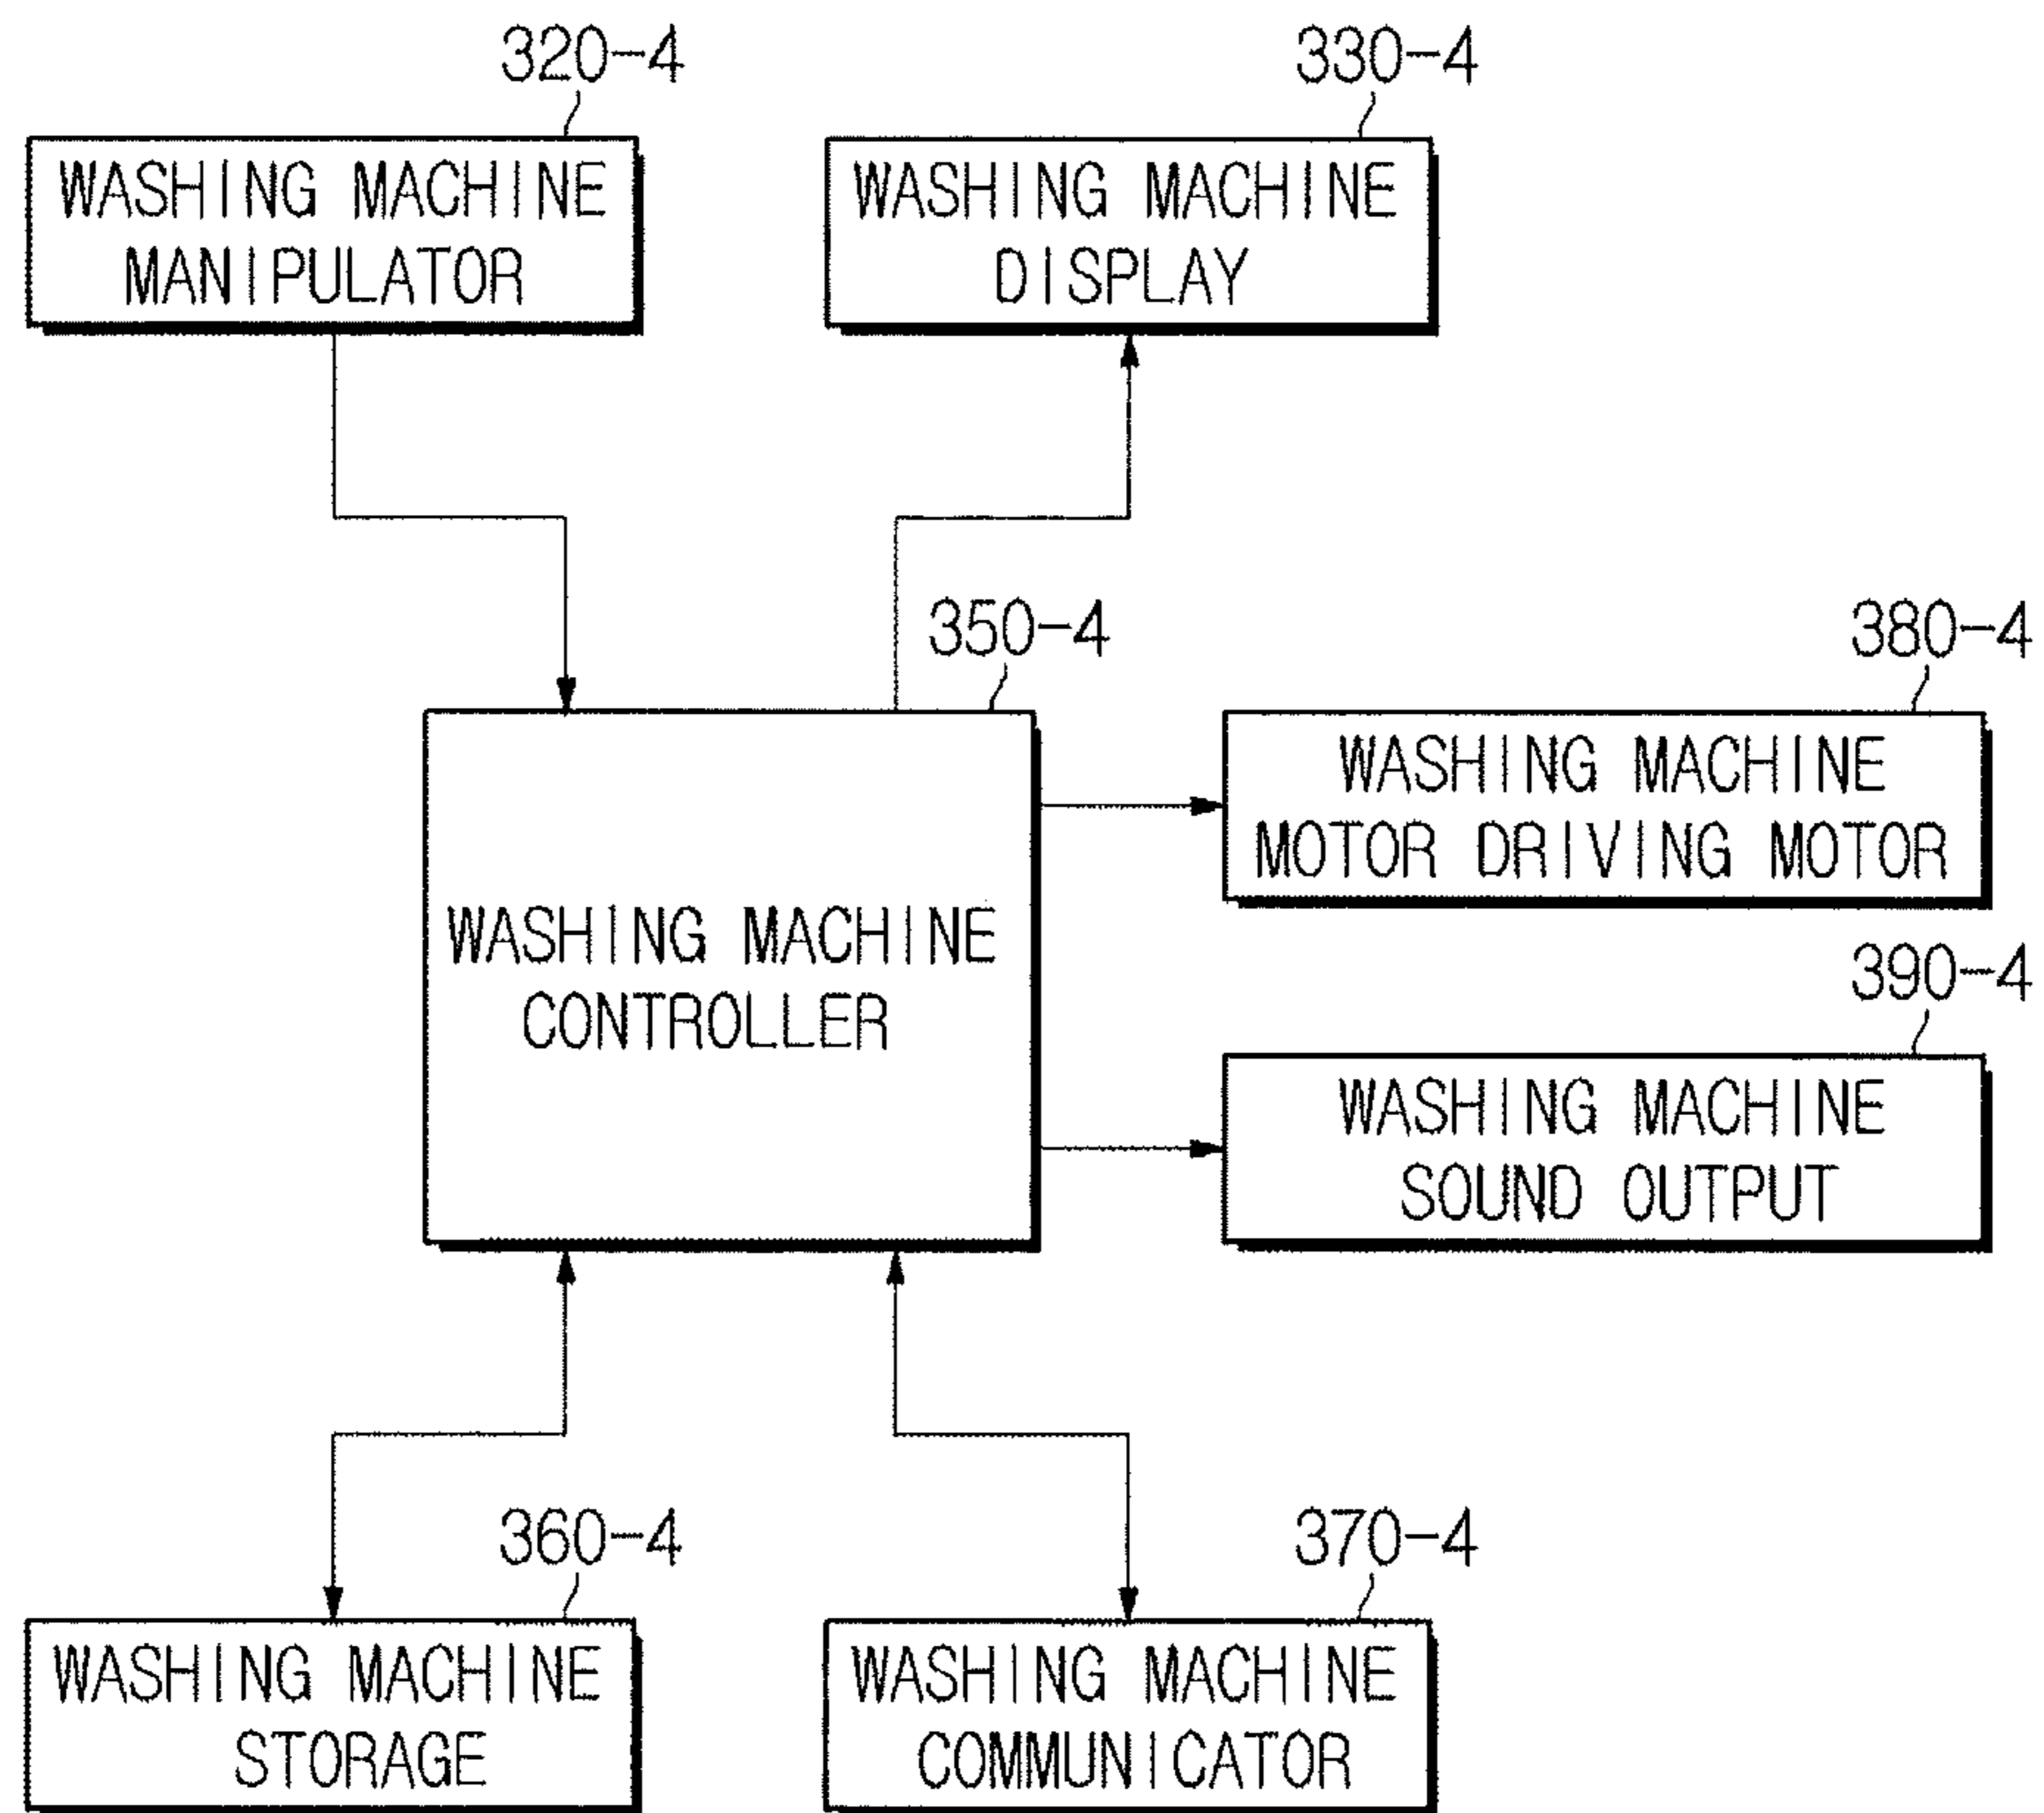 320-4
330-4
WASHING MACHINE
MANIPULATOR
WASHING MACHINE
DISPLAY
350-4
380-4
WASHING MACHINE
MOTOR DRIVING MOTOR
WASHING MACHINE
CONTROLLER
390-4
WASHING MACHINE
SOUND OUTPUT
360-4
370-4
WASHING MACHINE
STORAGE
WASHING MACHINE
COMMUNICATOR